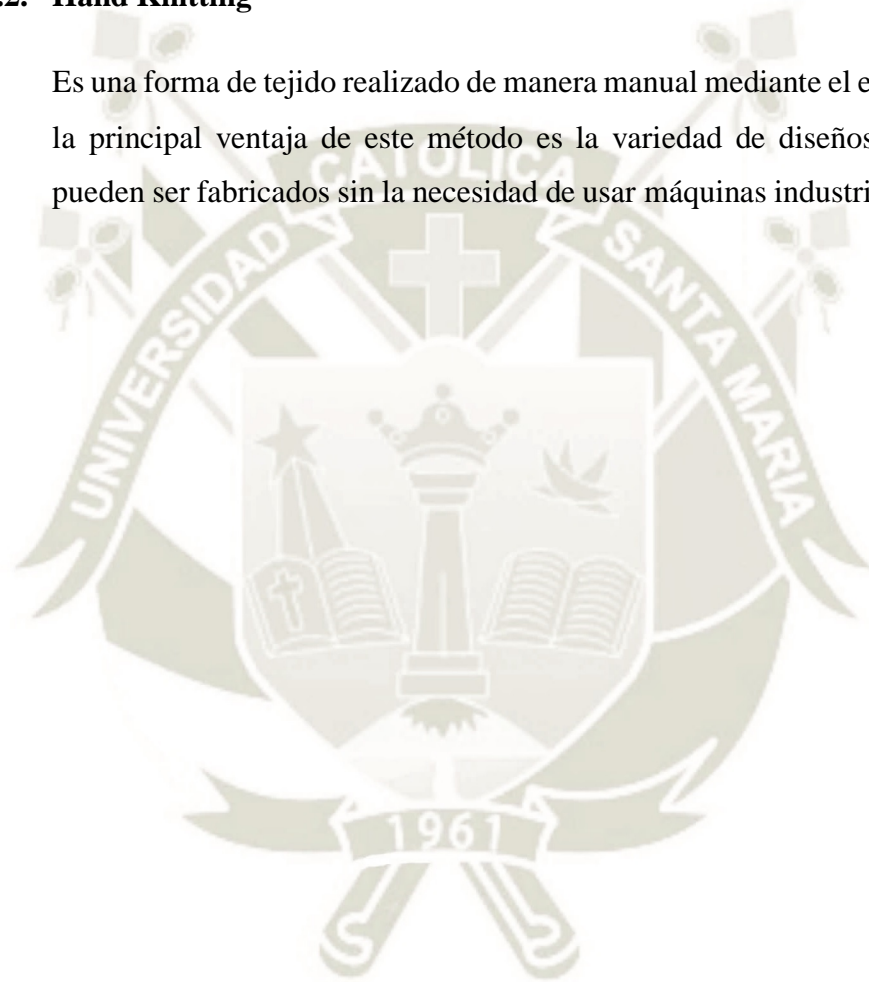 .2. Hand Knitting
Es una forma de tejido realizado de manera manual mediante el e
la principal ventaja de este método es la variedad de diseños
pueden ser fabricados sin la necesidad de usar máquinas industri
UNIVERSIDAD CATOLICA SANTA MARIA
1961